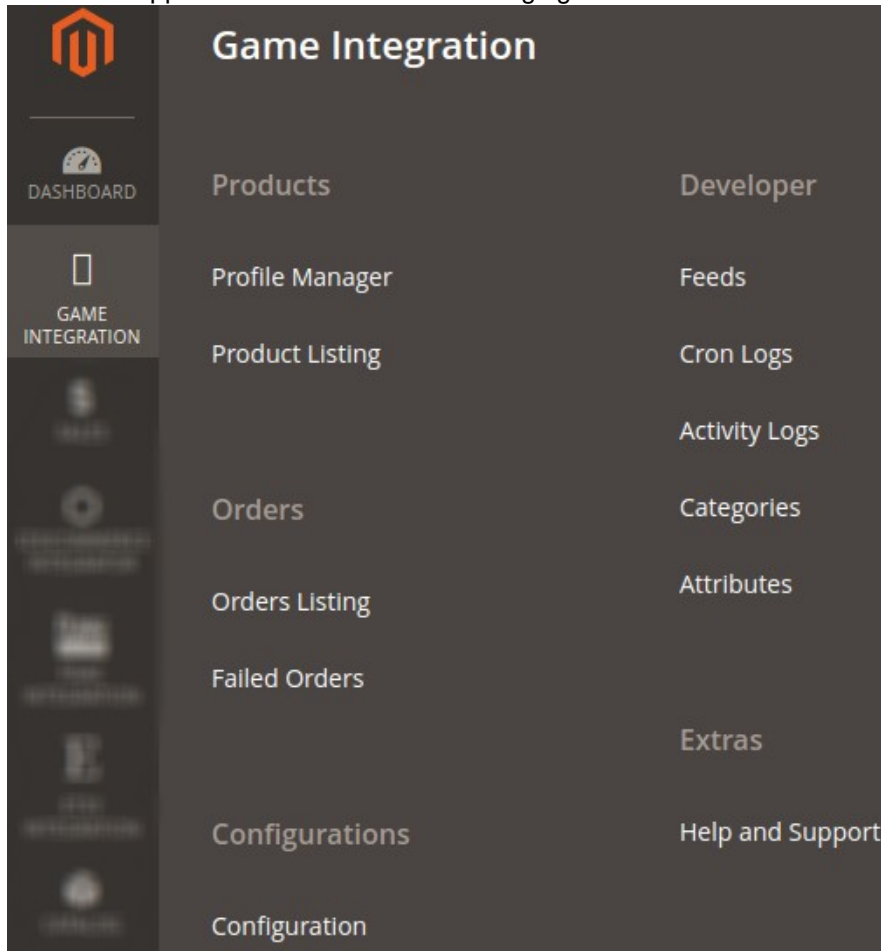 Game Integration
DASHBOARD
GAME
INTEGRATION
Products
Profile Manager
Product Listing
Orders
Orders Listing
Failed Orders
Configurations
Configuration
Developer
Feeds
Cron Logs
Activity Logs
Categories
Attributes
Extras
Help and Support